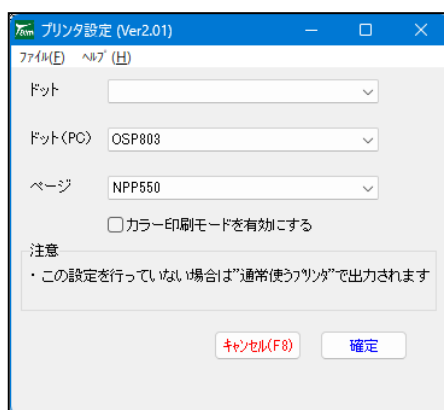 Team プリンタ設定 (Ver2.01)
ﾌｧｲﾙ(F) ﾍﾙﾌﾟ(H)
ドット
ドット(PC) OSP803
ページ NPP550
カラー印刷モードを有効にする
注意
・この設定を行っていない場合は"通常使うﾌﾟﾘﾝﾀ"で出力されます
ｷｬﾝｾﾙ(F8) 確定